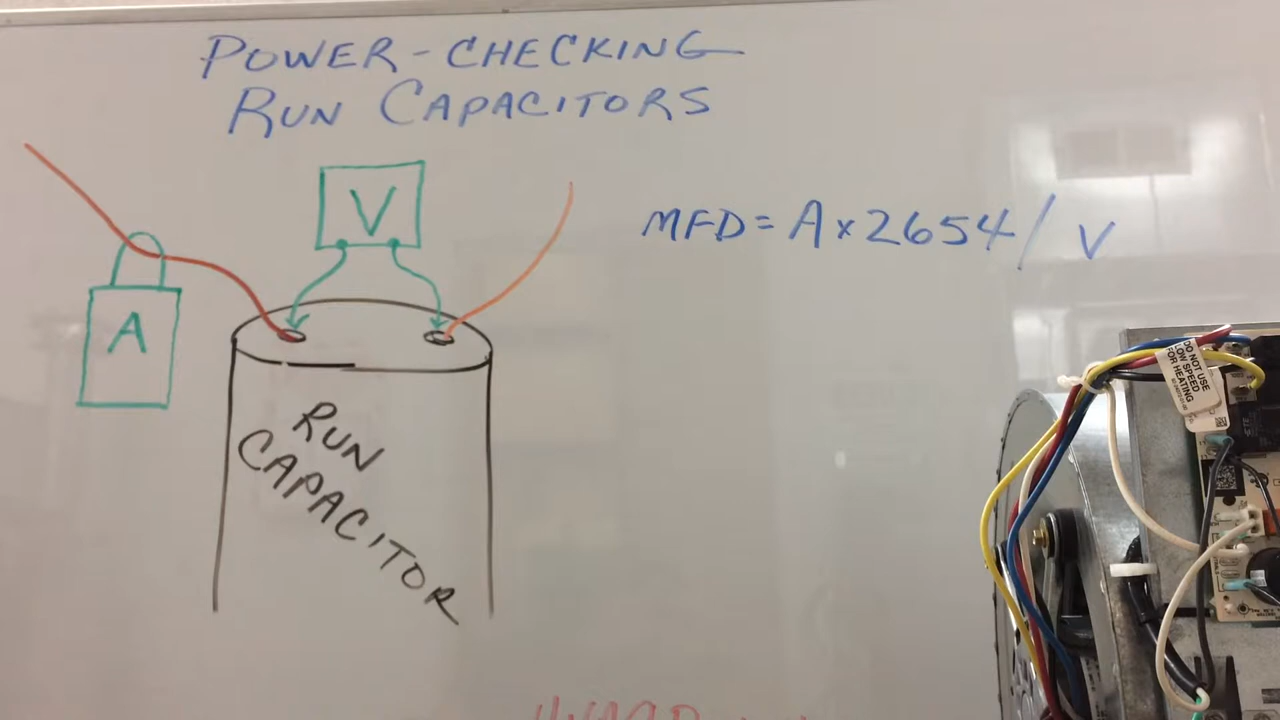 POWER-CHECKING
RUN CAPACITORS
V
MFD = A x 2654 / V
A
RUN
CAPACITOR
DO NOT USE
LOW SPEED
FOR HEATING